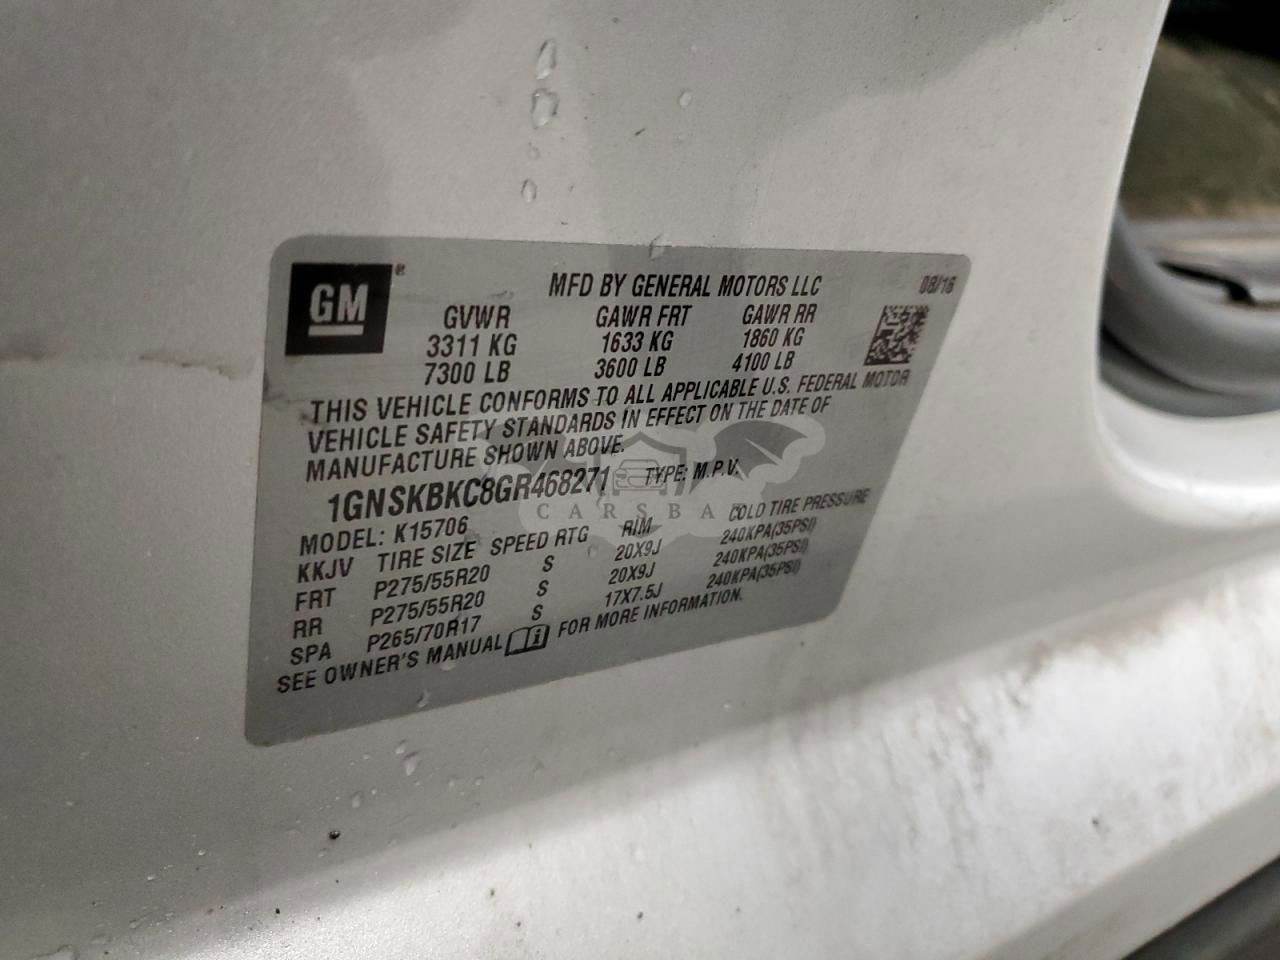 GM ®
MFD BY GENERAL MOTORS LLC
08/16
GVWR GAWR FRT GAWR RR
3311 KG 1633 KG 1860 KG
7300 LB 3600 LB 4100 LB
THIS VEHICLE CONFORMS TO ALL APPLICABLE U.S. FEDERAL MOTOR
VEHICLE SAFETY STANDARDS IN EFFECT ON THE DATE OF
MANUFACTURE SHOWN ABOVE.
1GNSKBKC8GR468271 TYPE: M.P.V.
MODEL: K15706
KKJV TIRE SIZE SPEED RTG RIM COLD TIRE PRESSURE
FRT P275/55R20 S 20X9J 240KPA(35PSI)
RR P275/55R20 S 20X9J 240KPA(35PSI)
SPA P265/70R17 S 17X7.5J 240KPA(35PSI)
SEE OWNER'S MANUAL i FOR MORE INFORMATION.